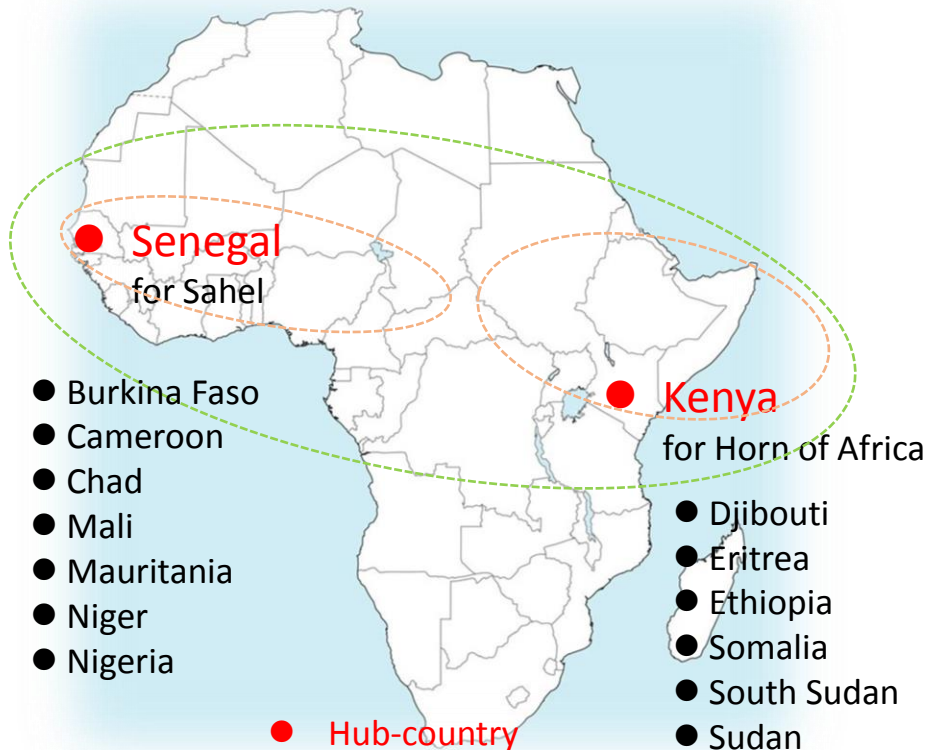 Senegal
for Sahel
● Burkina Faso
● Cameroon
● Chad
● Mali
● Mauritania
● Niger
● Nigeria
Kenya
for Horn of Africa
● Djibouti
● Eritrea
● Ethiopia
● Somalia
● South Sudan
● Sudan
● Hub-country